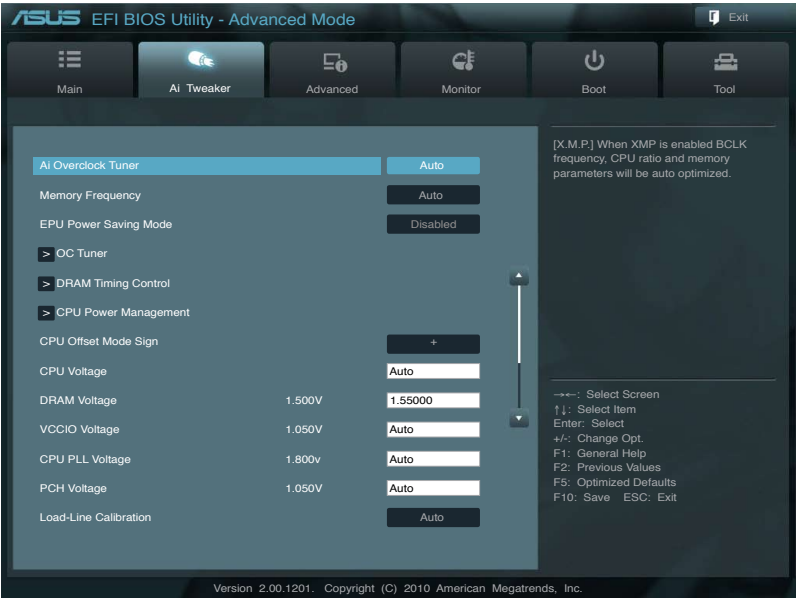 ASUS EFI BIOS Utility - Advanced Mode
Exit
Main
Ai Tweaker
Advanced
Monitor
Boot
Tool
Ai Overclock Tuner Auto
Memory Frequency Auto
EPU Power Saving Mode Disabled
> OC Tuner
> DRAM Timing Control
> CPU Power Management
CPU Offset Mode Sign +
CPU Voltage Auto
DRAM Voltage 1.500V 1.55000
VCCIO Voltage 1.050V Auto
CPU PLL Voltage 1.800v Auto
PCH Voltage 1.050V Auto
Load-Line Calibration Auto
[X.M.P.] When XMP is enabled BCLK
frequency, CPU ratio and memory
parameters will be auto optimized.
→←: Select Screen
↑↓: Select Item
Enter: Select
+/-: Change Opt.
F1: General Help
F2: Previous Values
F5: Optimized Defaults
F10: Save ESC: Exit
Version 2.00.1201. Copyright (C) 2010 American Megatrends, Inc.